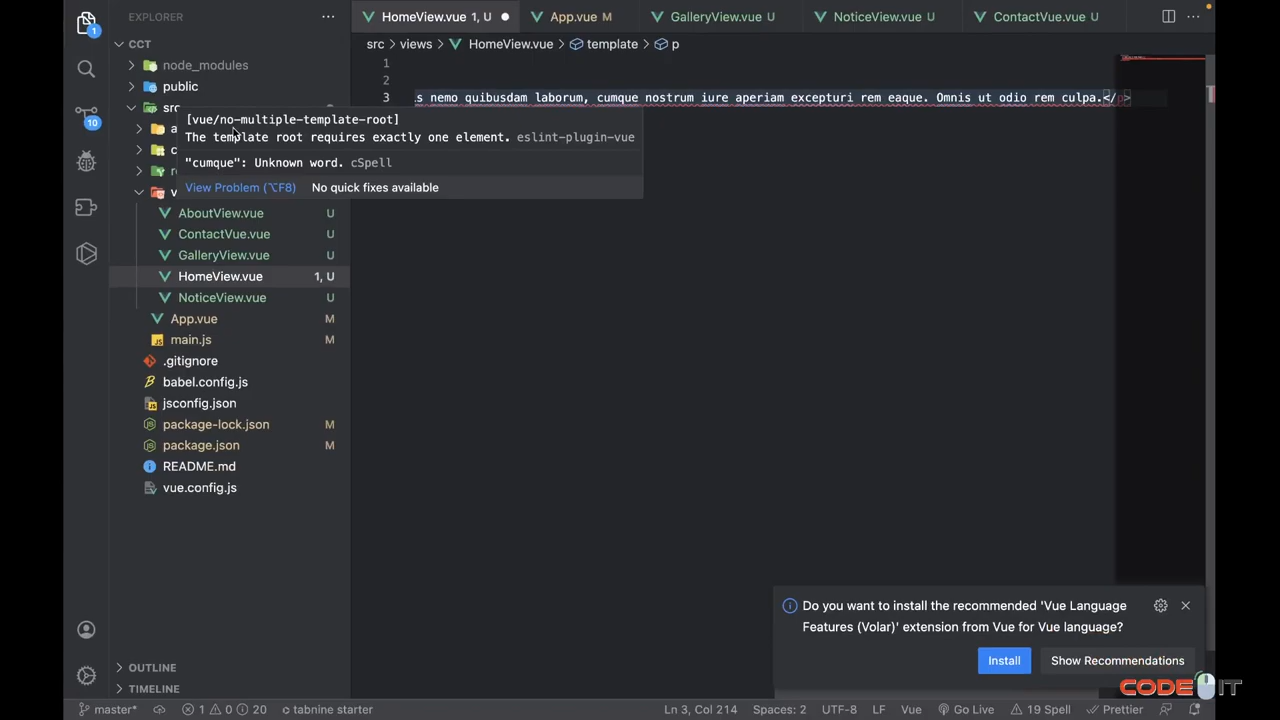 EXPLORER
HomeView.vue 1, U
App.vue M
GalleryView.vue U
NoticeView.vue U
ContactVue.vue U
CCT
src > views > HomeView.vue > template > p
node_modules
public
src
AboutView.vue U
ContactVue.vue U
GalleryView.vue U
HomeView.vue 1, U
NoticeView.vue U
App.vue M
main.js M
.gitignore
babel.config.js
jsconfig.json
package-lock.json M
package.json M
README.md
vue.config.js
1
2
3 is nemo quibusdam laborum, cumque nostrum iure aperiam excepturi rem eaque. Omnis ut odio rem culpa.</p>
[vue/no-multiple-template-root]
The template root requires exactly one element. eslint-plugin-vue
"cumque": Unknown word. cSpell
View Problem (⌥F8) No quick fixes available
1
10
Do you want to install the recommended 'Vue Language
Features (Volar)' extension from Vue for Vue language?
Install Show Recommendations
OUTLINE
TIMELINE
CODE IT
master* 1 0 20 tabnine starter Ln 3, Col 214 Spaces: 2 UTF-8 LF Vue Go Live 19 Spell Prettier